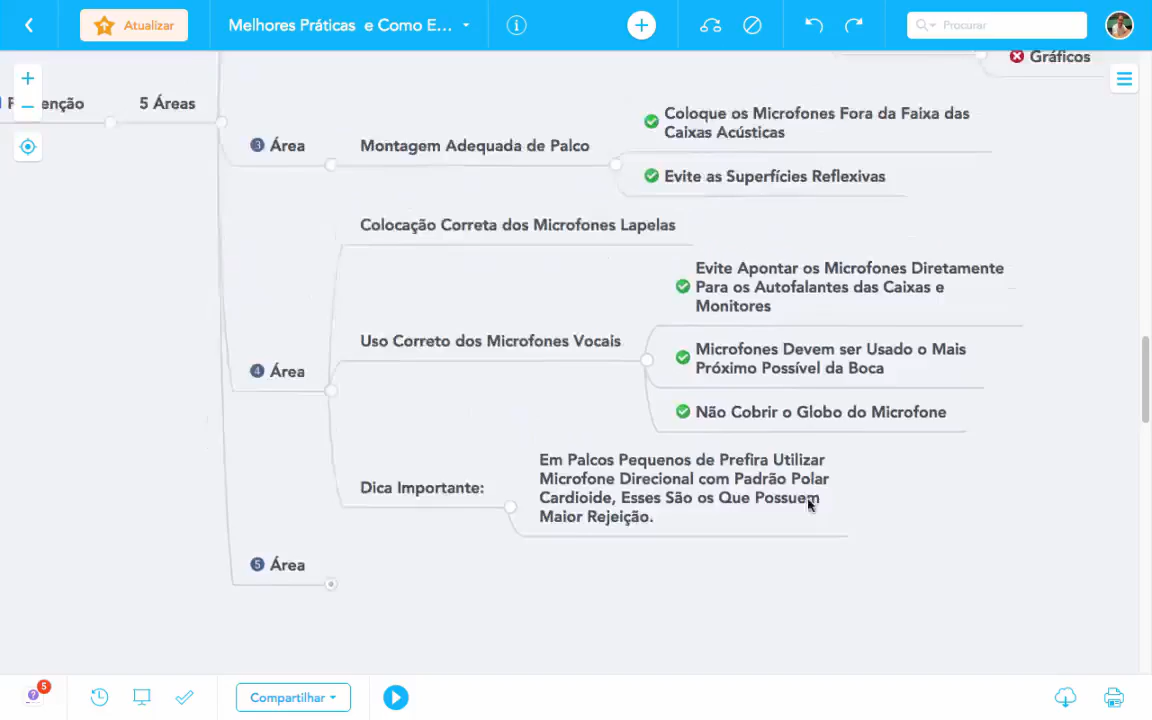 Atualizar
Melhores Práticas e Como E...
Procurar
Gráficos
enção
5 Áreas
Coloque os Microfones Fora da Faixa das
Caixas Acústicas
3 Área
Montagem Adequada de Palco
Evite as Superfícies Reflexivas
Colocação Correta dos Microfones Lapelas
Evite Apontar os Microfones Diretamente
Para os Autofalantes das Caixas e
Monitores
Uso Correto dos Microfones Vocais
Microfones Devem ser Usado o Mais
Próximo Possível da Boca
4 Área
Não Cobrir o Globo do Microfone
Em Palcos Pequenos de Prefira Utilizar
Microfone Direcional com Padrão Polar
Cardioide, Esses São os Que Possuem
Maior Rejeição.
Dica Importante:
5 Área
5
Compartilhar